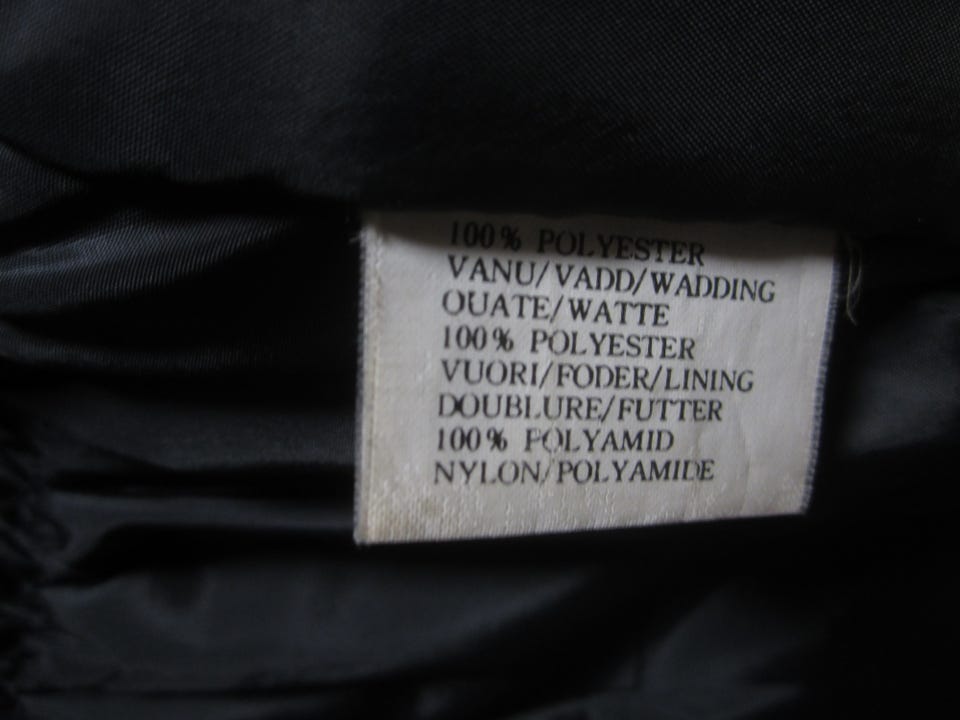 100% POLYESTER
VANU/VADD/WADDING
OUATE/WATTE
100% POLYESTER
VUORI/FODER/LINING
DOUBLURE/FUTTER
100% POLYAMID
NYLON/POLYAMIDE